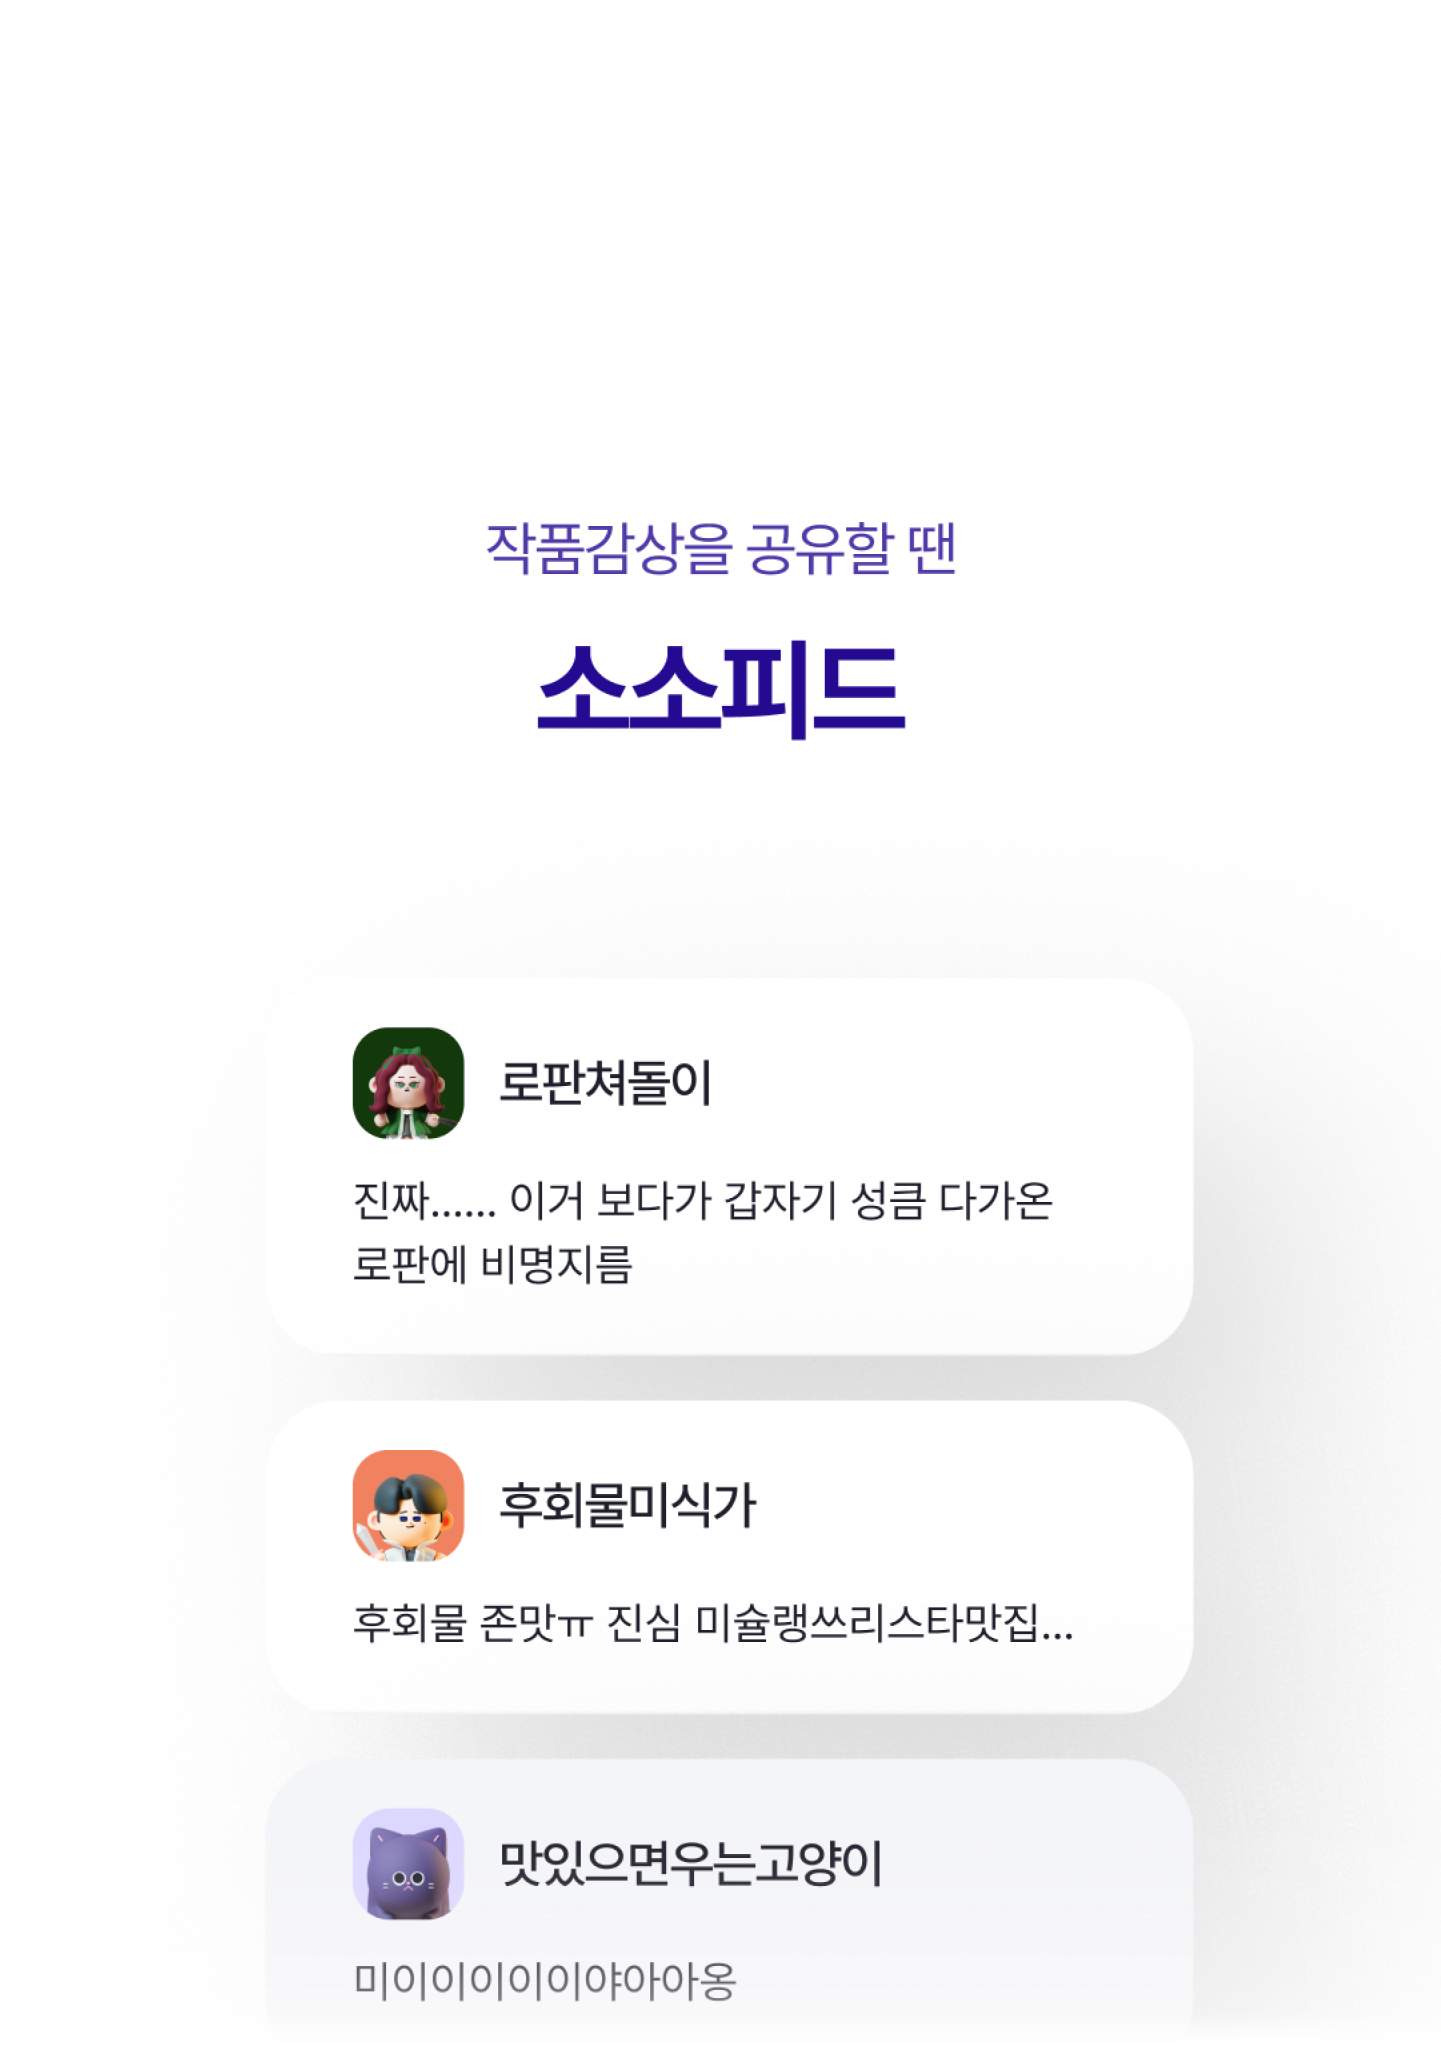 작품감상을 공유할 땐
소소피드
로판쳐돌이
진짜...... 이거 보다가 갑자기 성큼 다가온
로판에 비명지름
후회물미식가
후회물 존맛ㅠ 진심 미슐랭쓰리스타맛집...
맛있으면우는고양이
미이이이이이야아아옹